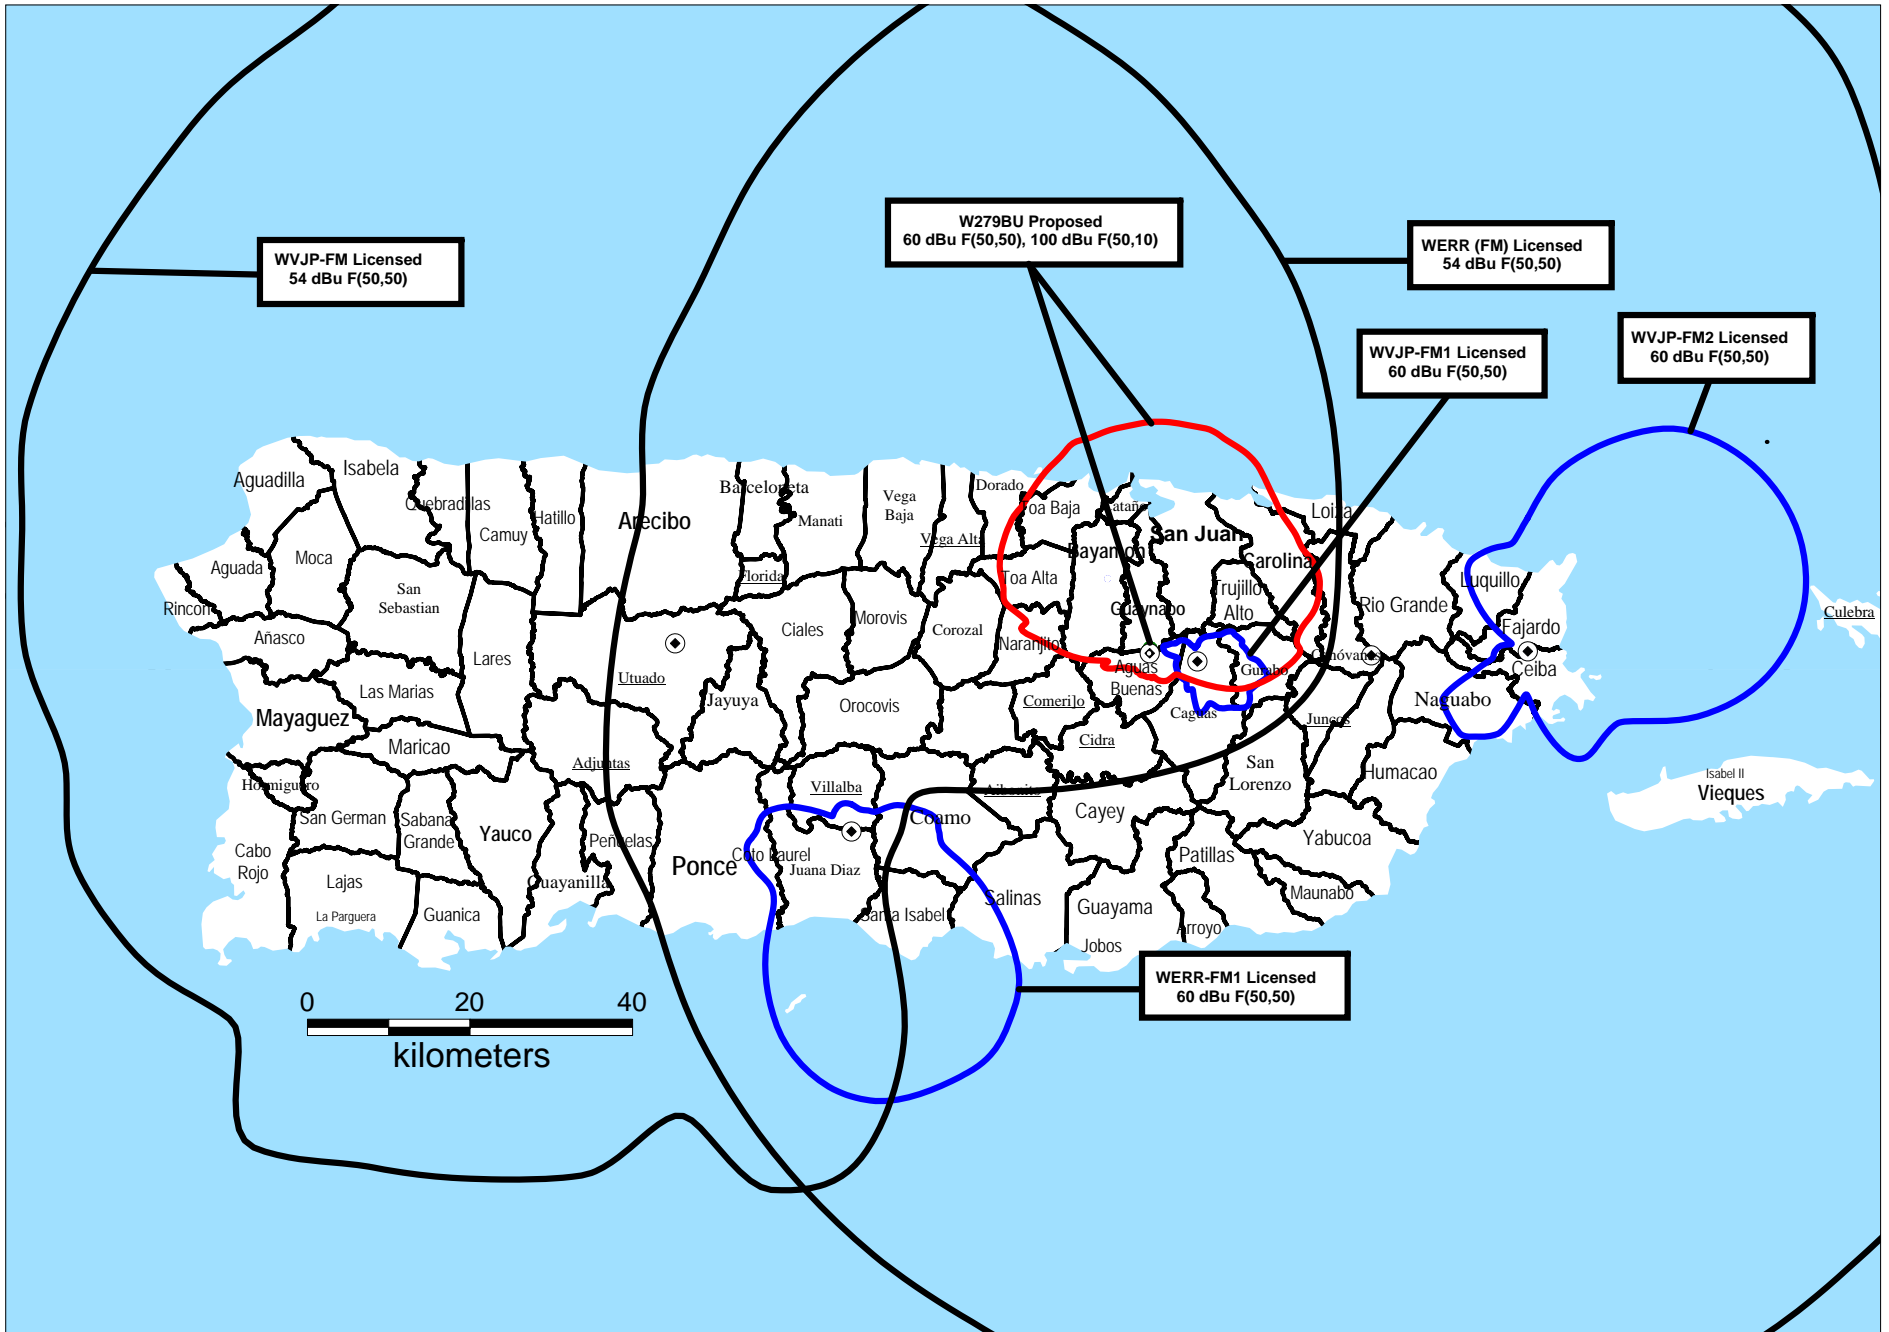 W279BU Proposed
60 dBu F(50,50), 100 dBu F(50,10)
WVJP-FM Licensed
54 dBu F(50,50)
WERR (FM) Licensed
54 dBu F(50,50)
WVJP-FM1 Licensed
60 dBu F(50,50)
WVJP-FM2 Licensed
60 dBu F(50,50)
Aguadilla
Isabela
Quebradillas
Camuy
Hatillo
Arecibo
Barceloneta
Manati
Vega
Baja
Vega Alta
Dorado
Toa Baja
Cataño
San Juan
Loiza
Carolina
Bayamon
Moca
Aguada
San
Sebastian
Florida
Toa Alta
Guaynabo
Trujillo
Alto
Rio Grande
Luquillo
Culebra
Rincon
Añasco
Lares
Utuado
Ciales
Morovis
Corozal
Naranjito
Aguas
Buenas
Gurabo
Canóvanas
Fajardo
Ceiba
Las Marias
Mayaguez
Maricao
Jayuya
Orocovis
Comerijo
Caguas
Juncos
Naguabo
Adjuntas
Cidra
San
Lorenzo
Humacao
Hormiguero
San German
Sabana
Grande
Yauco
Peñuelas
Villalba
Coamo
Aibonito
Cayey
Yabucoa
Isabel II
Vieques
Cabo
Rojo
Lajas
La Parguera
Guanica
Guayanilla
Ponce
Coto Laurel
Juana Diaz
Santa Isabel
Salinas
Guayama
Jobos
Patillas
Arroyo
Maunabo
WERR-FM1 Licensed
60 dBu F(50,50)
0 20 40
kilometers